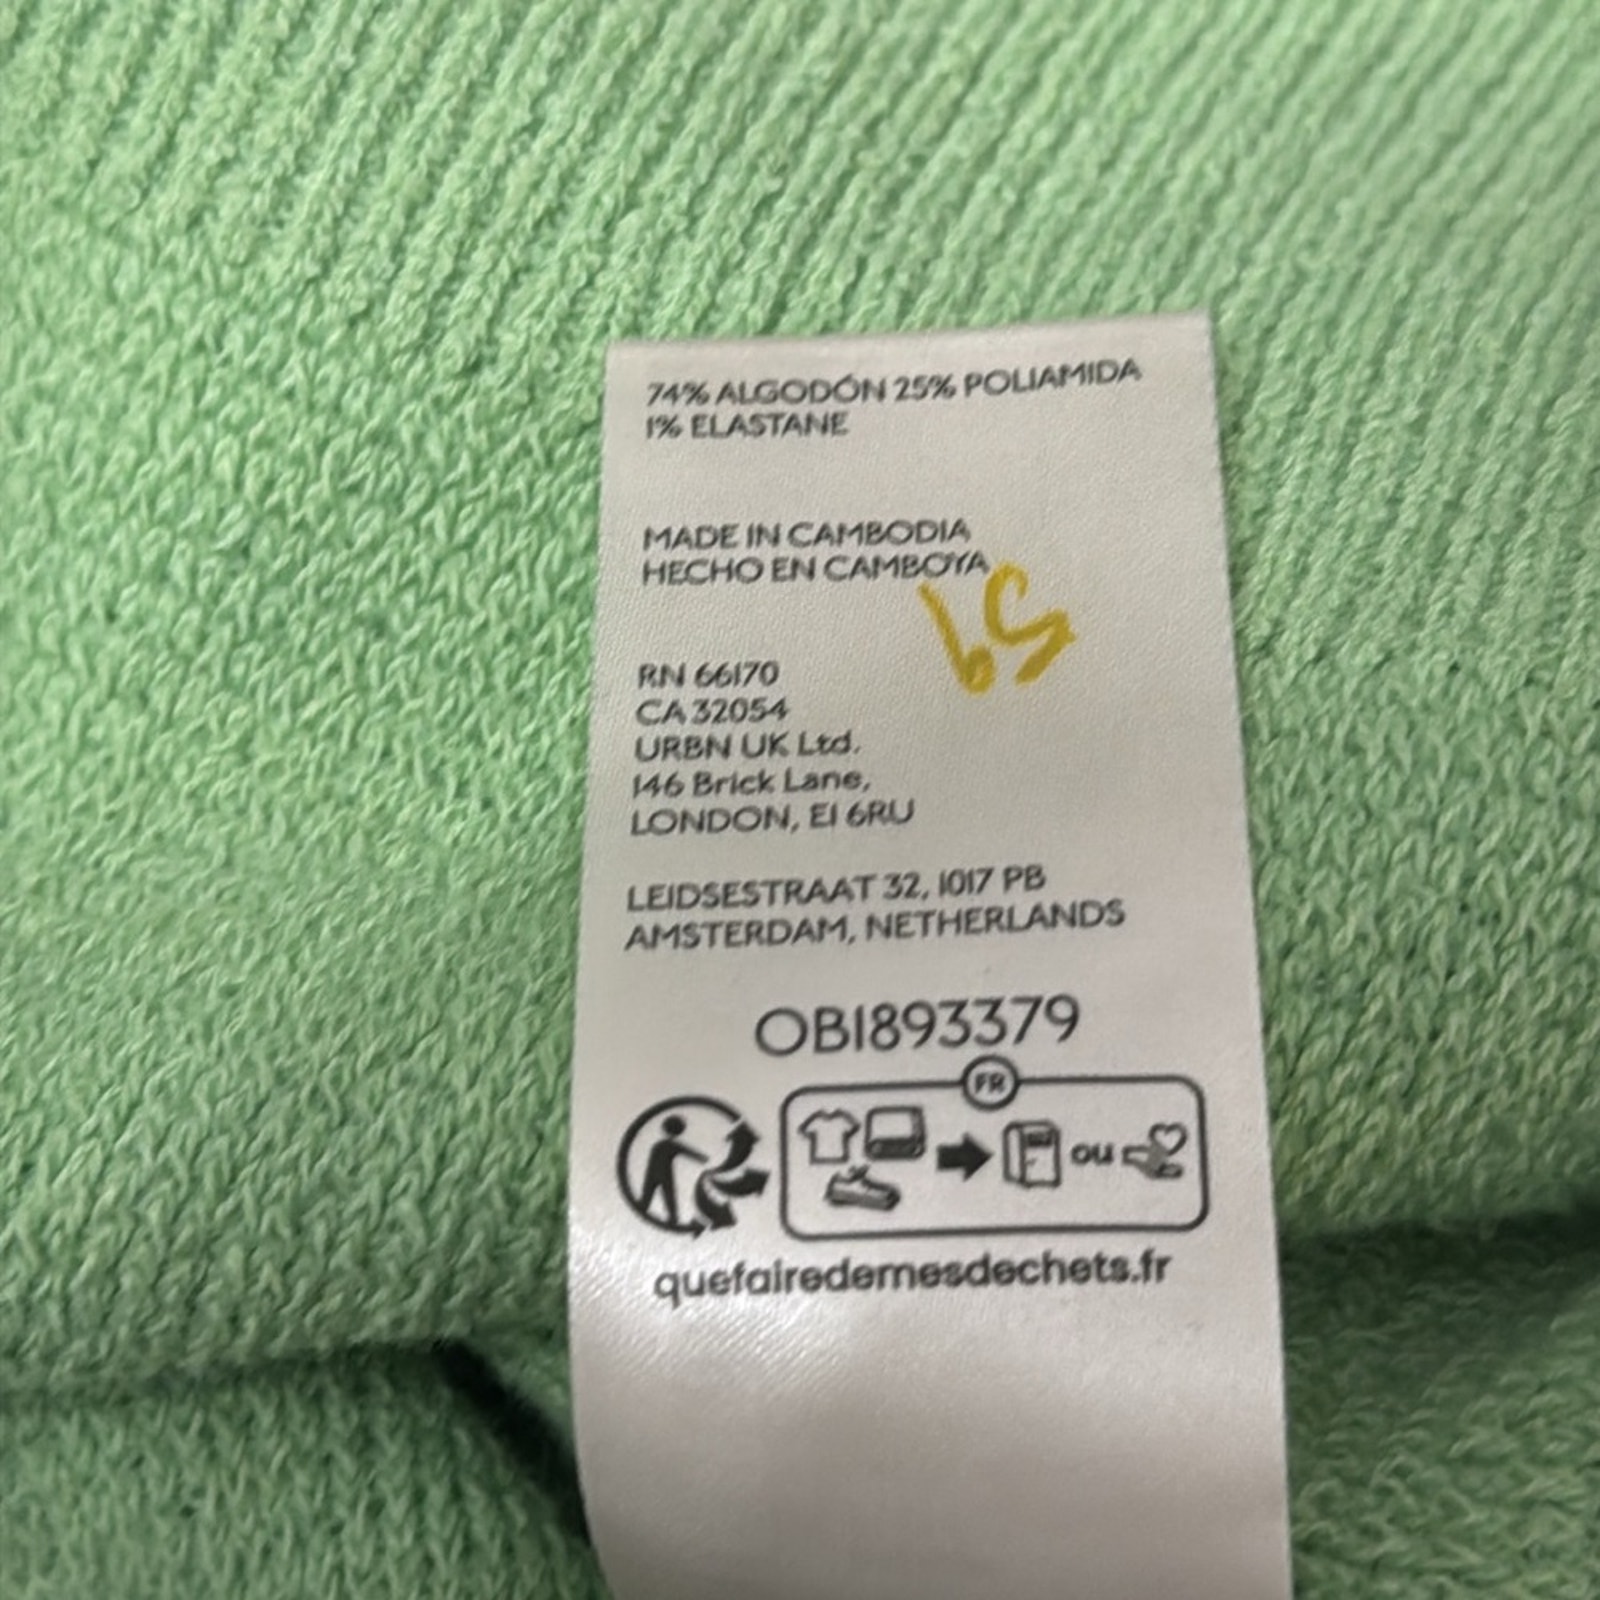 74% ALGODÓN 25% POLIAMIDA
1% ELASTANE
MADE IN CAMBODIA
HECHO EN CAMBOYA
RN 66170
CA 32054
URBN UK Ltd.
146 Brick Lane,
LONDON, E1 6RU
LEIDSESTRAAT 32, 1017 PB
AMSTERDAM, NETHERLANDS
OB1893379
FR
ou
quefairedemesdechets.fr